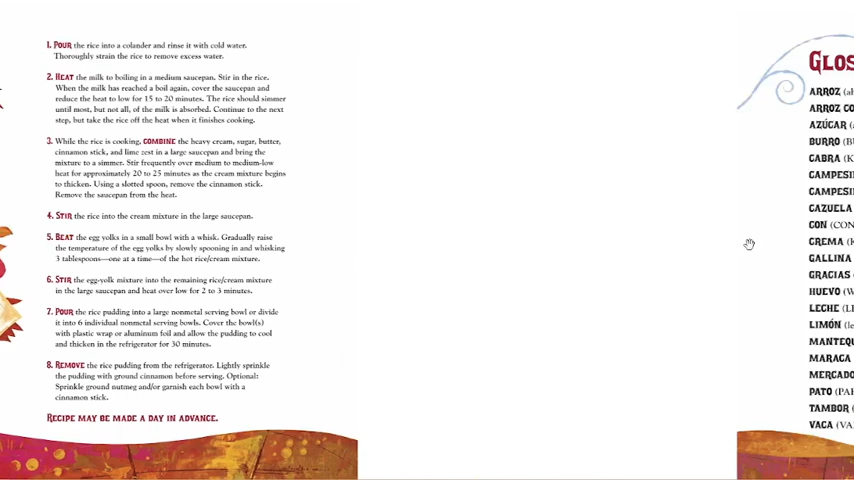 1. POUR the rice into a colander and rinse it with cold water.
Thoroughly strain the rice to remove excess water.
2. HEAT the milk to boiling in a medium saucepan. Stir in the rice.
When the milk has reached a boil again, cover the saucepan and
reduce the heat to low for 15 to 20 minutes. The rice should simmer
until most, but not all, of the milk is absorbed. Continue to the next
step, but take the rice off the heat when it finishes cooking.
3. While the rice is cooking, COMBINE the heavy cream, sugar, butter,
cinnamon stick, and lime zest in a large saucepan and bring the
mixture to a simmer. Stir frequently over medium to medium-low
heat for approximately 20 to 25 minutes as the cream mixture begins
to thicken. Using a slotted spoon, remove the cinnamon stick.
Remove the saucepan from the heat.
4. STIR the rice into the cream mixture in the large saucepan.
5. BEAT the egg yolks in a small bowl with a whisk. Gradually raise
the temperature of the egg yolks by slowly spooning in and whisking
3 tablespoons—one at a time—of the hot rice/cream mixture.
6. STIR the egg-yolk mixture into the remaining rice/cream mixture
in the large saucepan and heat over low for 2 to 3 minutes.
7. POUR the rice pudding into a large nonmetal serving bowl or divide
it into 6 individual nonmetal serving bowls. Cover the bowl(s)
with plastic wrap or aluminum foil and allow the pudding to cool
and thicken in the refrigerator for 30 minutes.
8. REMOVE the rice pudding from the refrigerator. Lightly sprinkle
the pudding with ground cinnamon before serving. Optional:
Sprinkle ground nutmeg and/or garnish each bowl with a
cinnamon stick.
RECIPE MAY BE MADE A DAY IN ADVANCE.
GLOS
ARROZ (ah
ARROZ CO
AZÚCAR (a
BURRO (BU
CABRA (K
CAMPESI
CAMPESI
CAZUELA
CON (CON
CREMA (K
GALLINA
GRACIAS (
HUEVO (W
LECHE (LE
LIMÓN (le
MANTEQU
MARACA
MERCADO
PATO (PAH
TAMBOR (
VACA (VA